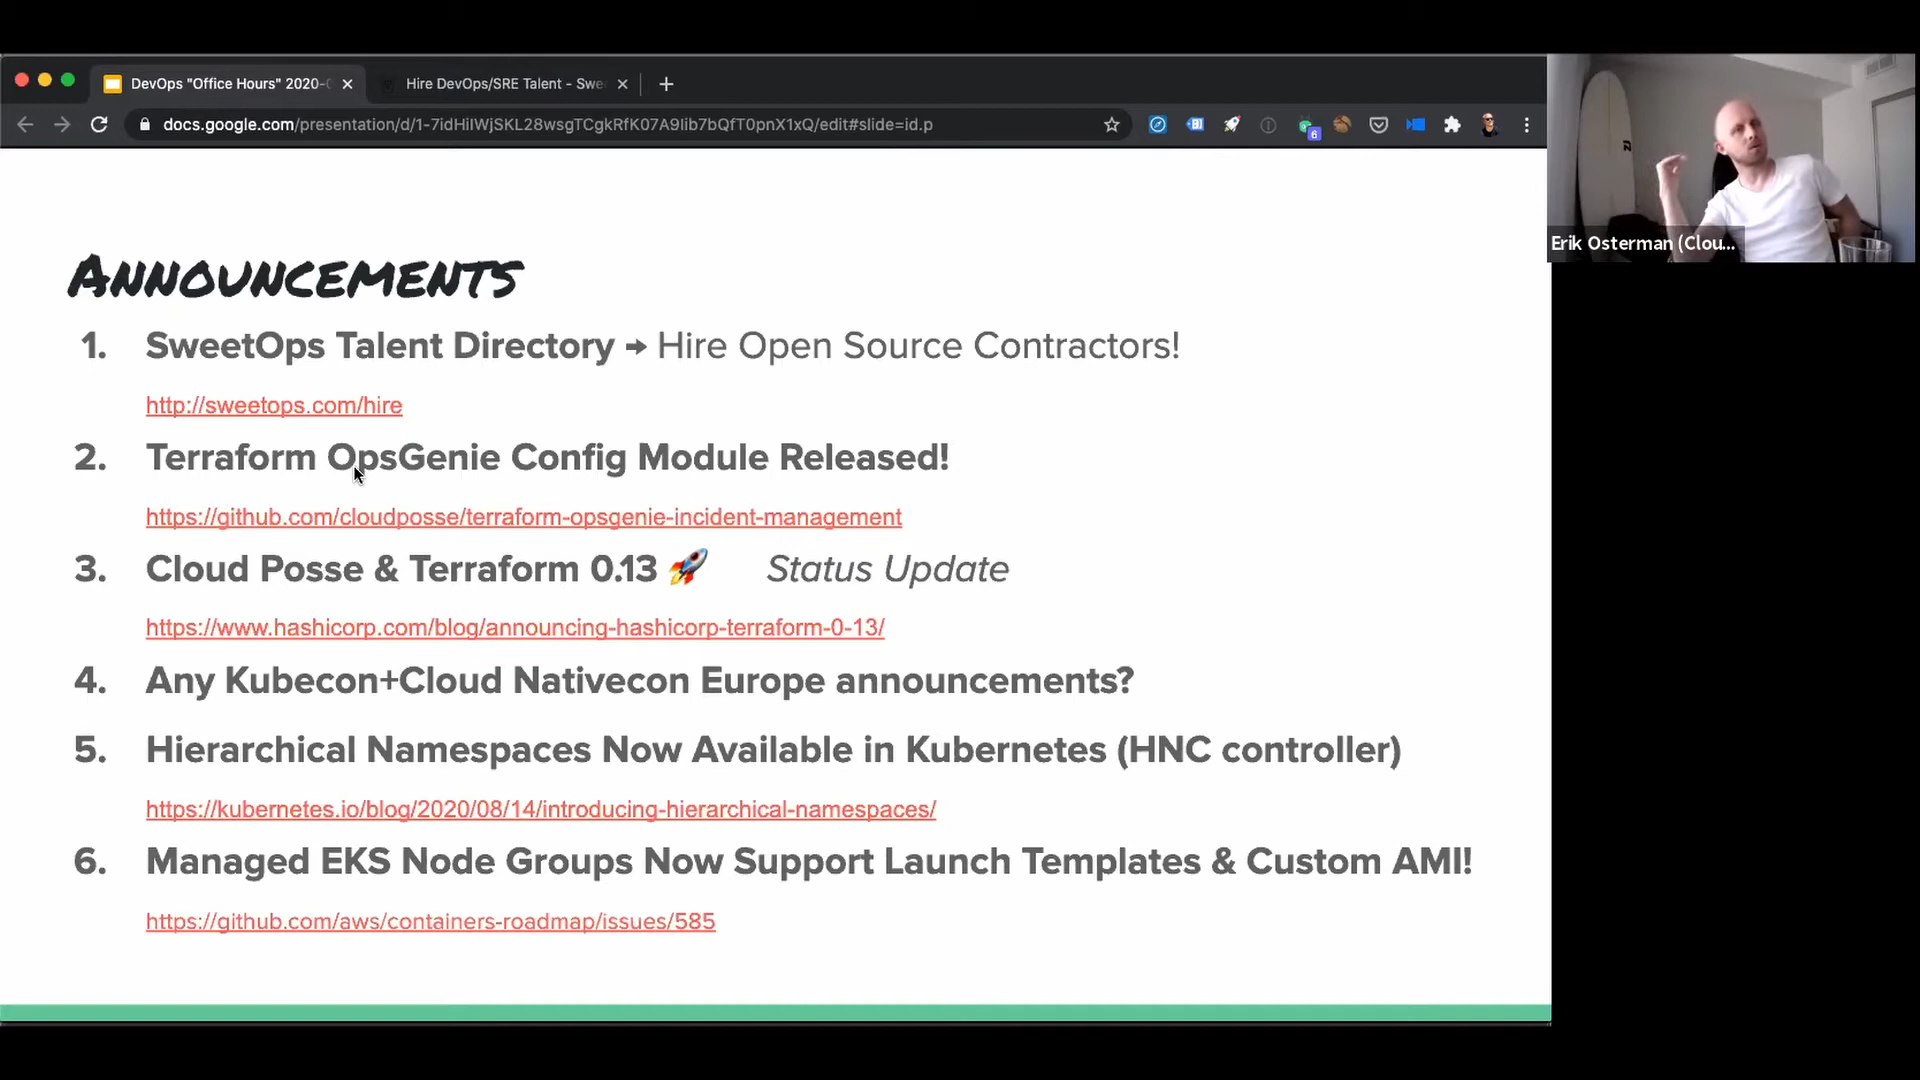 DevOps "Office Hours" 2020-
Hire DevOps/SRE Talent - Swe
docs.google.com/presentation/d/1-7idHiIWjSKL28wsgTCgkRfK07A9Iib7bQfT0pnX1xQ/edit#slide=id.p
6
Erik Osterman (Clou...
ANNOUNCEMENTS
1. SweetOps Talent Directory → Hire Open Source Contractors!
http://sweetops.com/hire
2. Terraform OpsGenie Config Module Released!
https://github.com/cloudposse/terraform-opsgenie-incident-management
3. Cloud Posse & Terraform 0.13 🚀 Status Update
https://www.hashicorp.com/blog/announcing-hashicorp-terraform-0-13/
4. Any Kubecon+Cloud Nativecon Europe announcements?
5. Hierarchical Namespaces Now Available in Kubernetes (HNC controller)
https://kubernetes.io/blog/2020/08/14/introducing-hierarchical-namespaces/
6. Managed EKS Node Groups Now Support Launch Templates & Custom AMI!
https://github.com/aws/containers-roadmap/issues/585